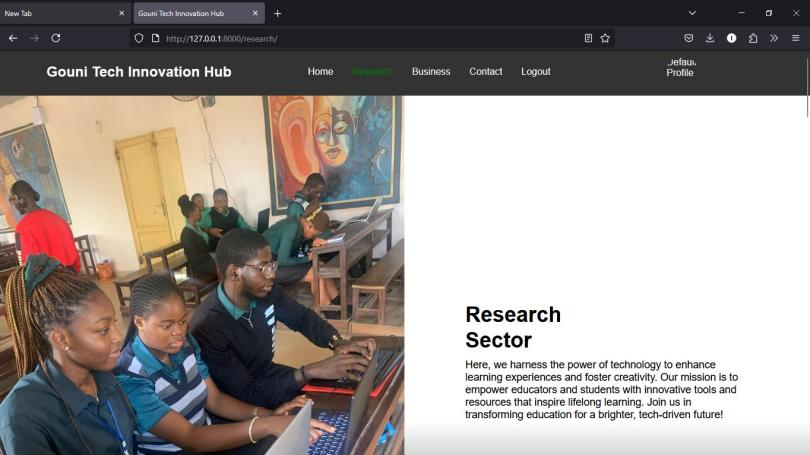 New Tab
Gouni Tech Innovation Hub
http://127.0.0.1:8000/research/
Gouni Tech Innovation Hub
Home
Research
Business
Contact
Logout
Default
Profile
Research
Sector
Here, we harness the power of technology to enhance
learning experiences and foster creativity. Our mission is to
empower educators and students with innovative tools and
resources that inspire lifelong learning. Join us in
transforming education for a brighter, tech-driven future!